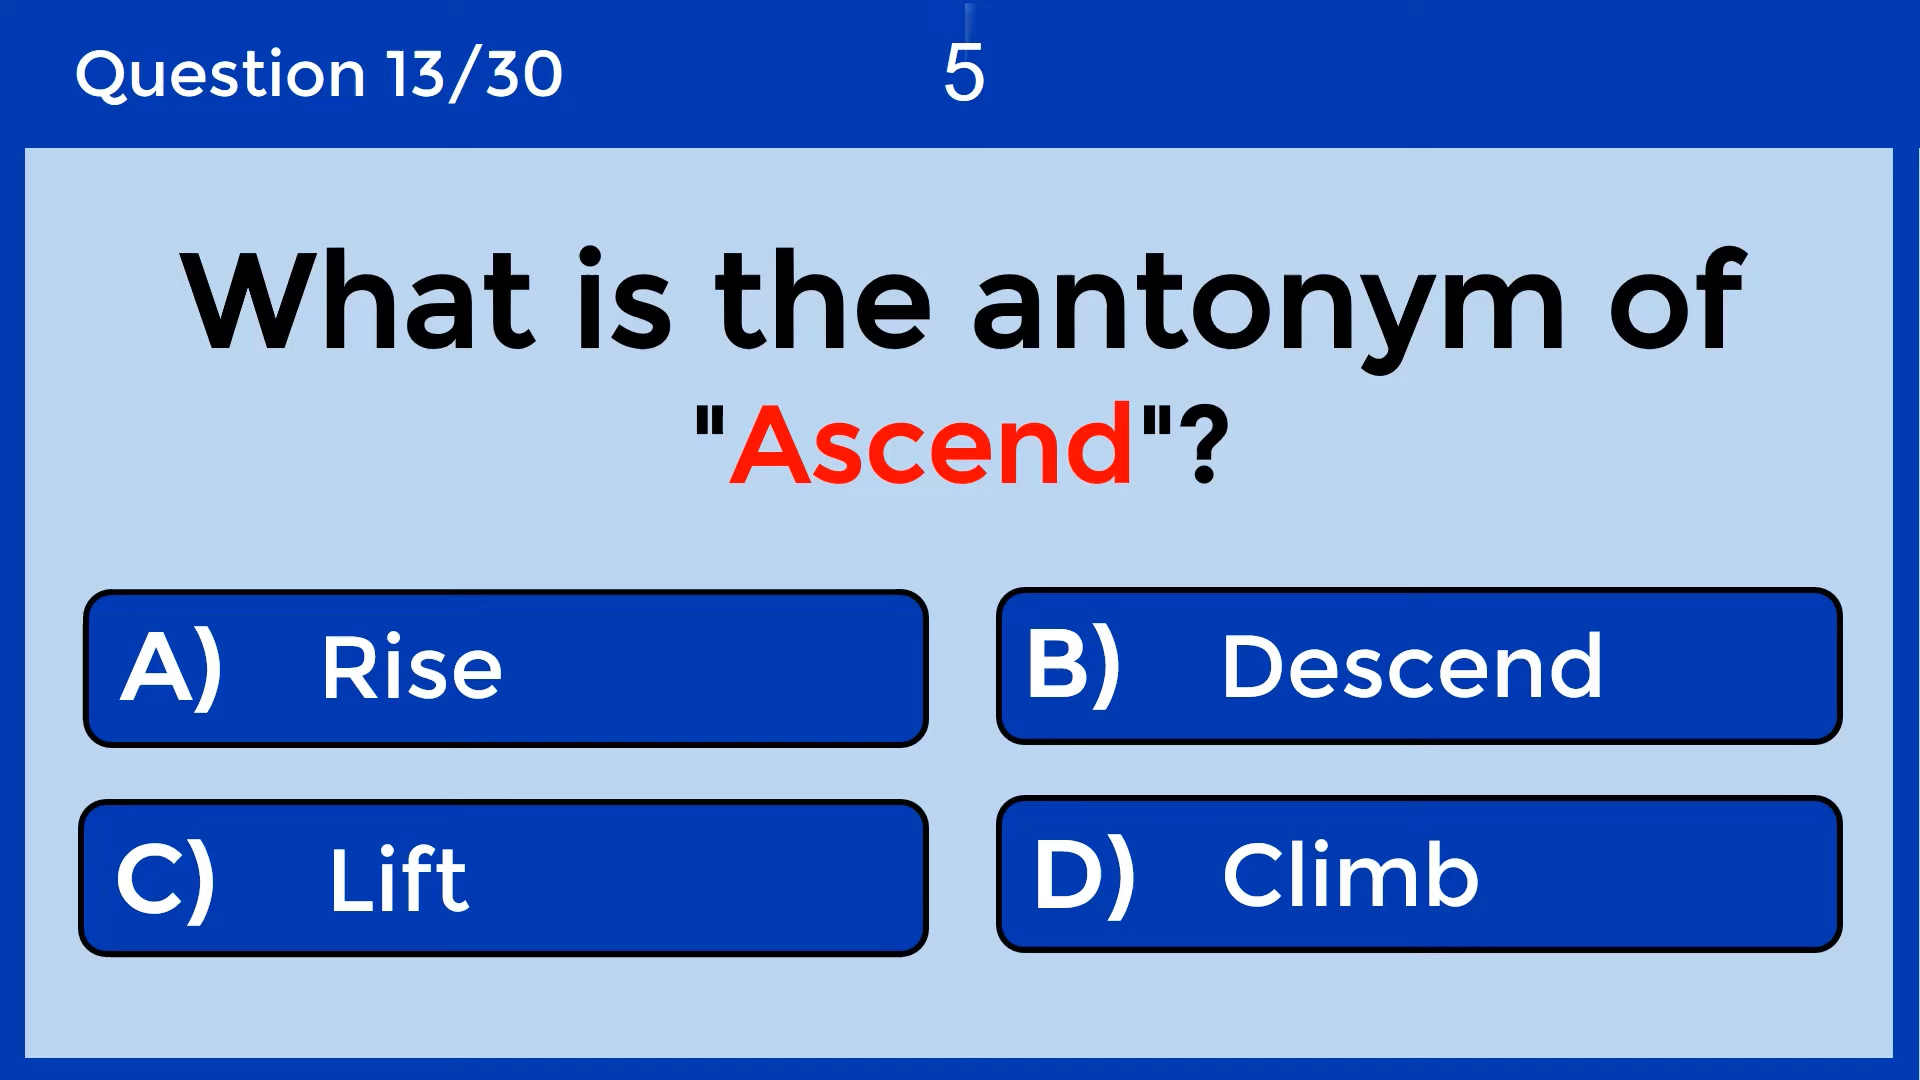 Question 13/30
5
What is the antonym of
"Ascend"?
A) Rise
B) Descend
C) Lift
D) Climb